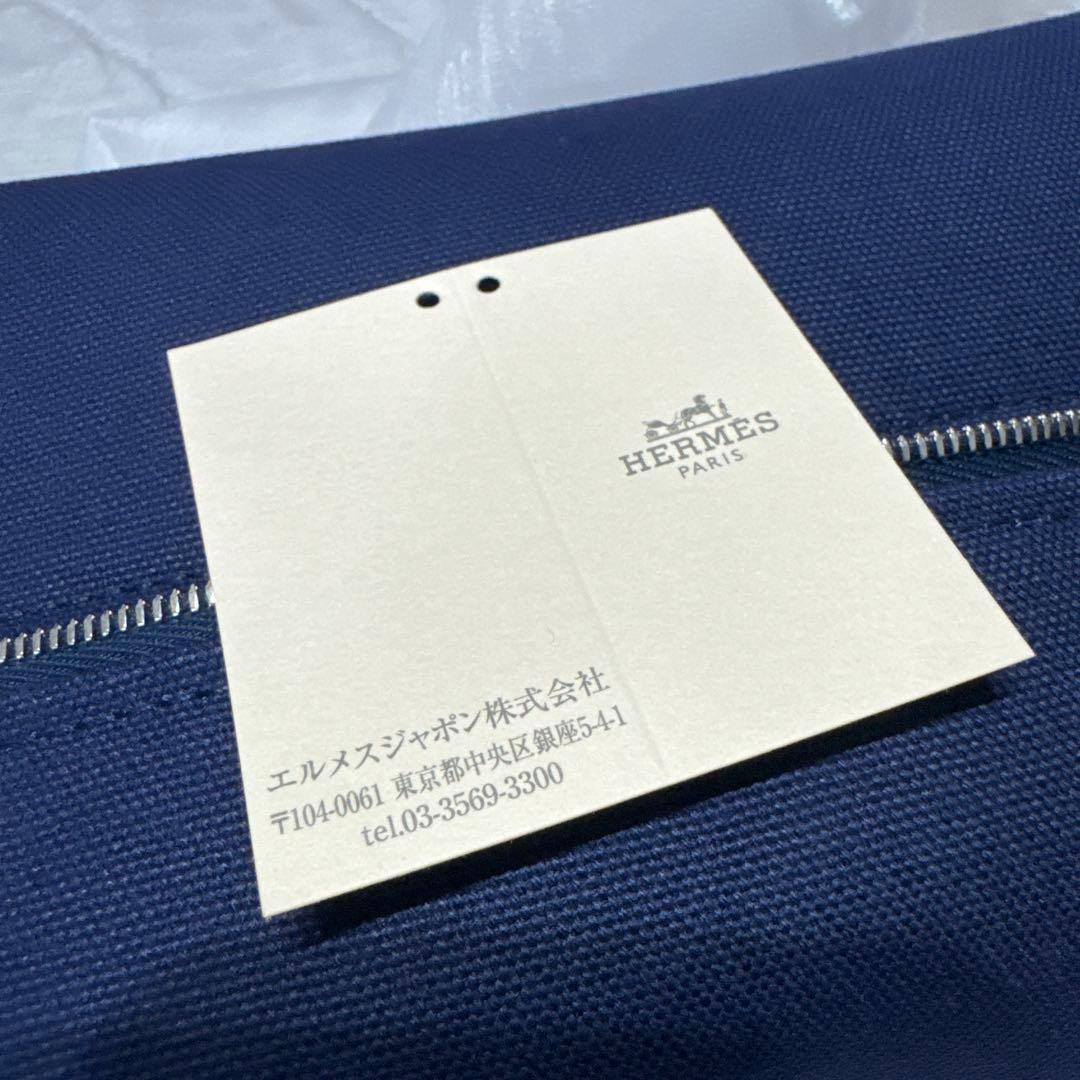 HERMÈS
PARIS
エルメスジャポン株式会社
〒104-0061 東京都中央区銀座5-4-1
tel.03-3569-3300